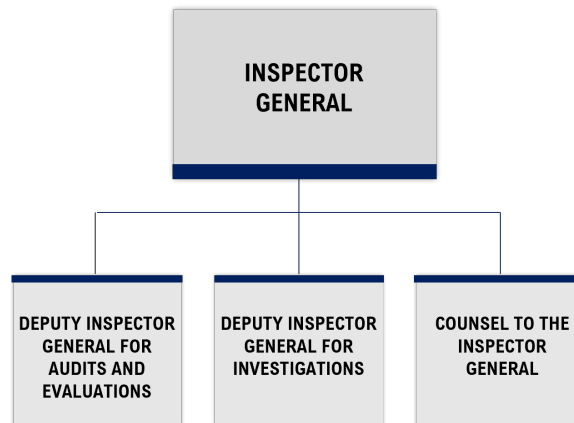 INSPECTOR
GENERAL
DEPUTY INSPECTOR
GENERAL FOR
AUDITS AND
EVALUATIONS
DEPUTY INSPECTOR
GENERAL FOR
INVESTIGATIONS
COUNSEL TO THE
INSPECTOR
GENERAL